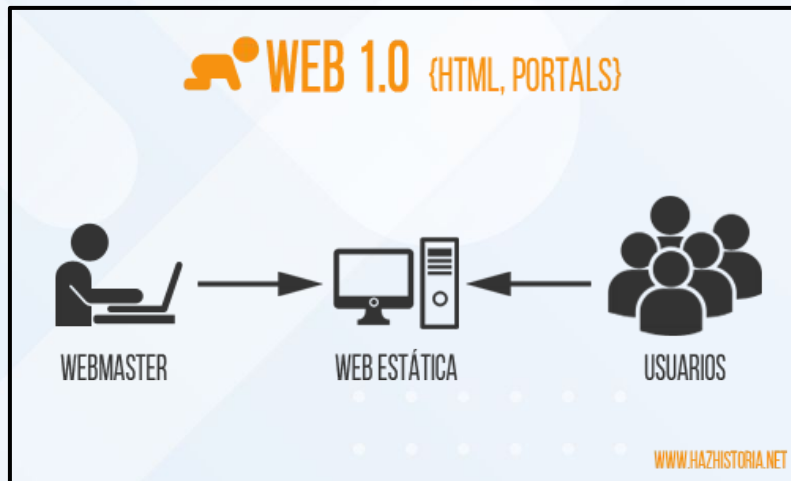 WEB 1.0 {HTML, PORTALS}
WEBMASTER
WEB ESTÁTICA
USUARIOS
WWW.HAZHISTORIA.NET